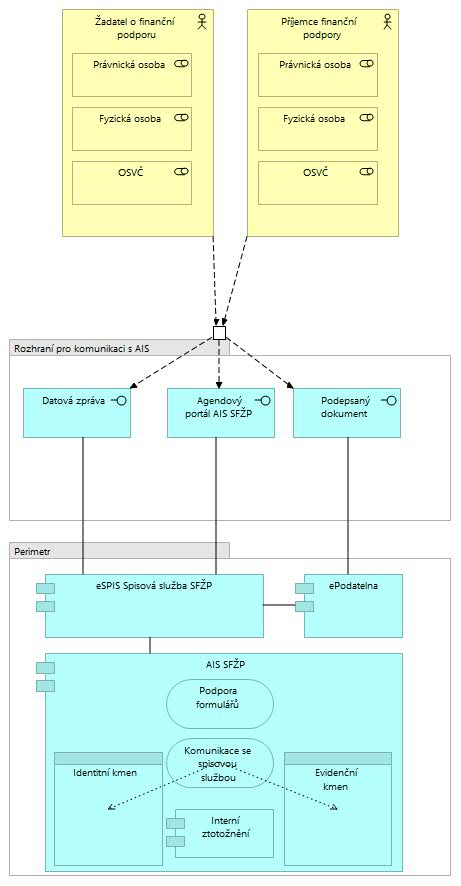 Žadatel o finanční
podporu
Právnická osoba
Fyzická osoba
OSVČ
Příjemce finanční
podpory
Právnická osoba
Fyzická osoba
OSVČ
Rozhraní pro komunikaci s AIS
Datová zpráva
Agendový
portál AIS SFŽP
Podepsaný
dokument
Perimetr
eSPIS Spisová služba SFŽP
ePodatelna
AIS SFŽP
Podpora
formulářů
Komunikace se
spisovou
službou
Identitní kmen
Evidenční
kmen
Interní
ztotožnění